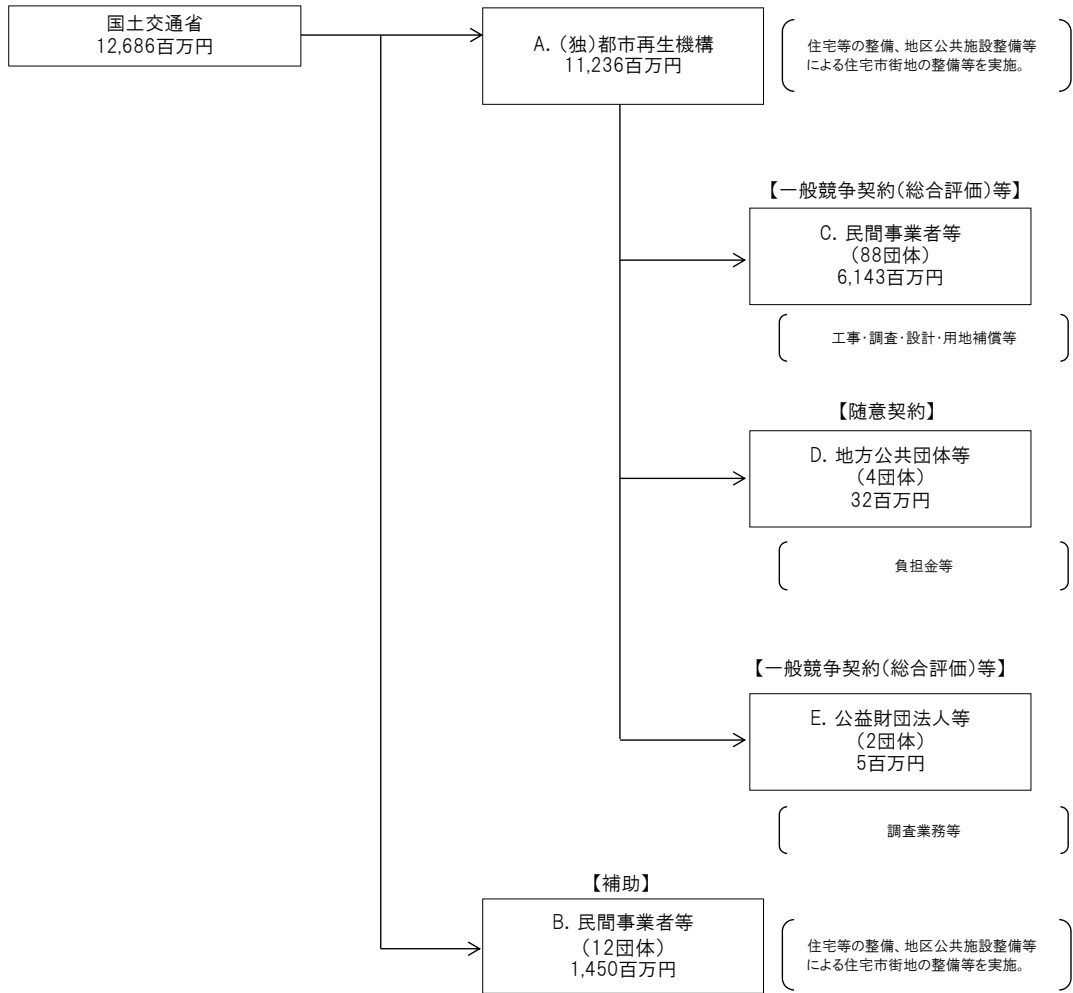 国土交通省
12,686百万円
A. (独)都市再生機構
11,236百万円
住宅等の整備、地区公共施設整備等
による住宅市街地の整備等を実施。
【一般競争契約(総合評価)等】
C. 民間事業者等
(88団体)
6,143百万円
工事・調査・設計・用地補償等
【随意契約】
D. 地方公共団体等
(4団体)
32百万円
負担金等
【一般競争契約(総合評価)等】
E. 公益財団法人等
(2団体)
5百万円
調査業務等
【補助】
B. 民間事業者等
(12団体)
1,450百万円
住宅等の整備、地区公共施設整備等
による住宅市街地の整備等を実施。